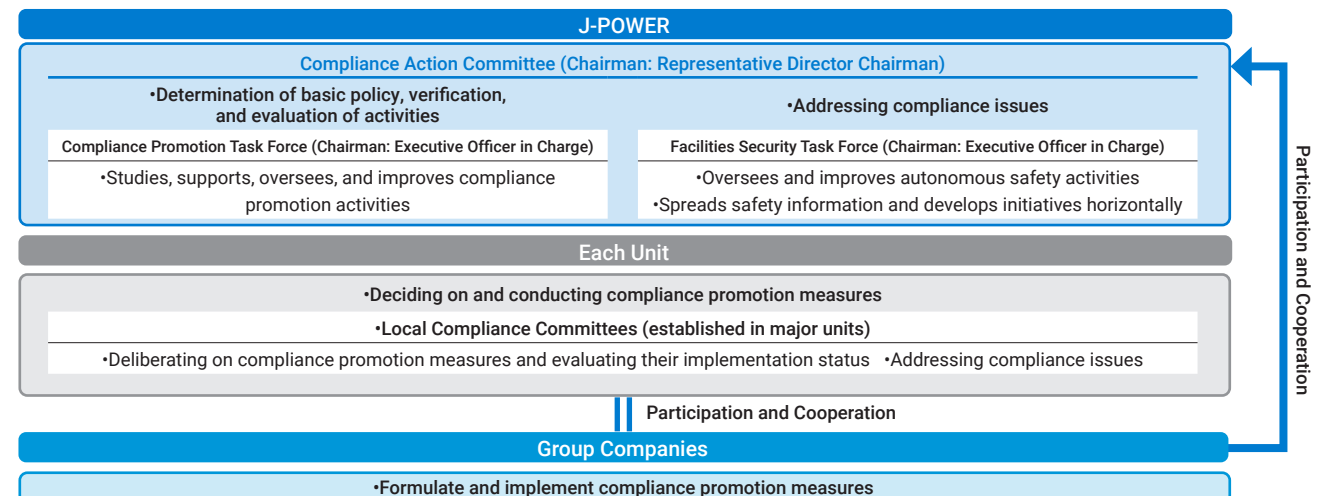 J-POWER
Compliance Action Committee (Chairman: Representative Director Chairman)
•Determination of basic policy, verification,
and evaluation of activities
•Addressing compliance issues
Compliance Promotion Task Force (Chairman: Executive Officer in Charge)
•Studies, supports, oversees, and improves compliance
promotion activities
Facilities Security Task Force (Chairman: Executive Officer in Charge)
•Oversees and improves autonomous safety activities
•Spreads safety information and develops initiatives horizontally
Each Unit
•Deciding on and conducting compliance promotion measures
•Local Compliance Committees (established in major units)
•Deliberating on compliance promotion measures and evaluating their implementation status •Addressing compliance issues
Participation and Cooperation
Group Companies
•Formulate and implement compliance promotion measures
Participation and Cooperation